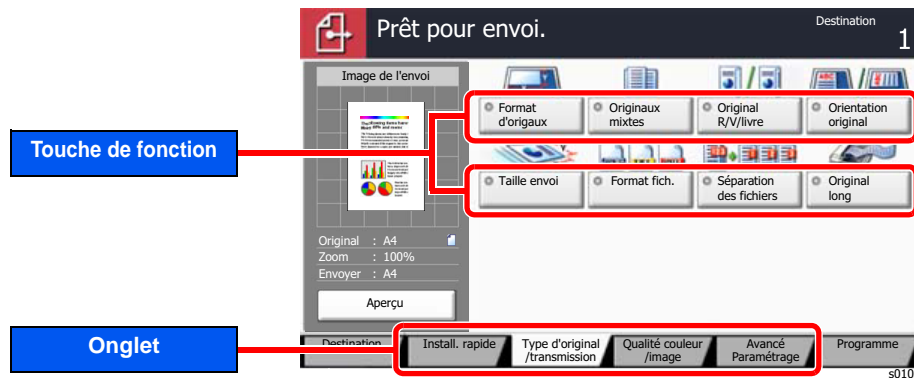 Prêt pour envoi.
Destination
1
Image de l'envoi
Format d'origaux
Originaux mixtes
Original R/V/livre
Orientation original
Touche de fonction
Taille envoi
Format fich.
Séparation des fichiers
Original long
Original : A4
Zoom : 100%
Envoyer : A4
Aperçu
Onglet
Destination
Install. rapide
Type d'original /transmission
Qualité couleur /image
Avancé Paramétrage
Programme
s010